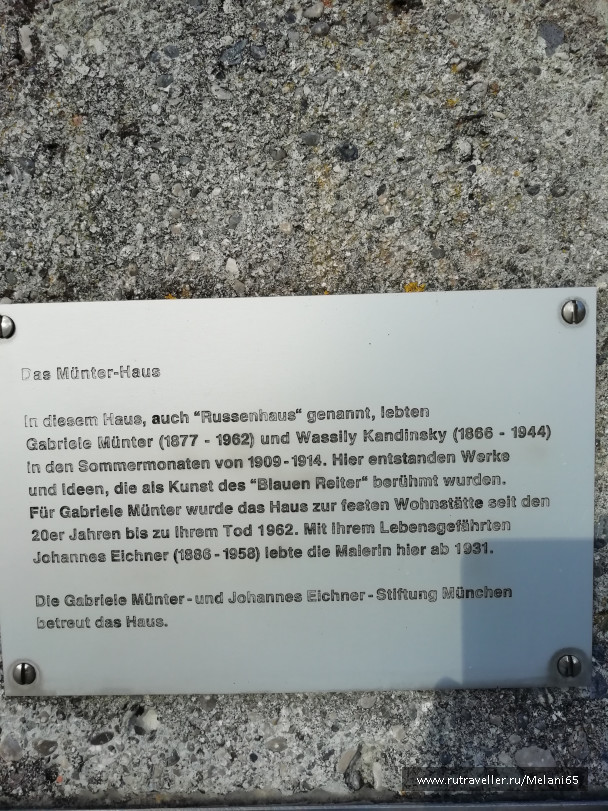 Das Münter-Haus
In diesem Haus, auch "Russenhaus" genannt, lebten
Gabriele Münter (1877 - 1962) und Wassily Kandinsky (1866 - 1944)
in den Sommermonaten von 1909-1914. Hier entstanden Werke
und Ideen, die als Kunst des "Blauen Reiter" berühmt wurden.
Für Gabriele Münter wurde das Haus zur festen Wohnstätte seit den
20er Jahren bis zu ihrem Tod 1962. Mit ihrem Lebensgefährten
Johannes Eichner (1886-1958) lebte die Malerin hier ab 1931.
Die Gabriele Münter-und Johannes Eichner-Stiftung München
betreut das Haus.
www.rutraveller.ru/Melani65